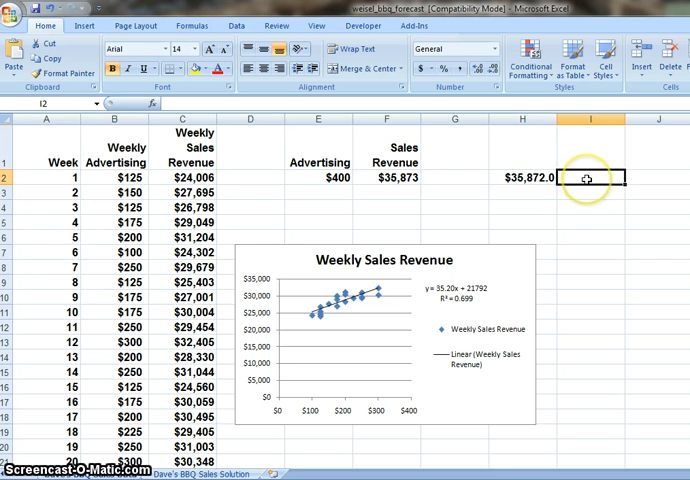 weisel_bbq_forecast [Compatibility Mode] - Microsoft Excel
Home Insert Page Layout Formulas Data Review View Developer Add-Ins
Paste Cut Copy Format Painter
Arial 14 A A
B I U
Wrap Text
Merge & Center
General
$ % ,
Conditional Formatting Format as Table Cell Styles Insert Delete
Clipboard Font Alignment Number Styles Cells
I2 fx
A B C D E F G H I J
1 Week Weekly Advertising Weekly Sales Revenue Advertising Sales Revenue
2 1 $125 $24,006 $400 $35,873 $35,872.0
3 2 $150 $27,695
4 3 $125 $26,798
5 4 $175 $29,049
6 5 $200 $31,204
7 6 $100 $24,302
8 7 $250 $29,679
9 8 $125 $25,403
10 9 $175 $27,001
11 10 $175 $30,004
12 11 $250 $29,454
13 12 $300 $32,405
14 13 $200 $28,330
15 14 $250 $31,044
16 15 $125 $24,560
17 16 $175 $30,059
18 17 $200 $30,495
19 18 $225 $29,405
20 19 $250 $31,003
21 20 $300 $30,348
Weekly Sales Revenue
$35,000
$30,000
$25,000
$20,000
$15,000
$10,000
$5,000
$0
$0 $100 $200 $300 $400
y = 35.20x + 21792
R² = 0.699
Weekly Sales Revenue
Linear (Weekly Sales Revenue)
Screencast-O-Matic.com
Dave's BBQ Sales Solution